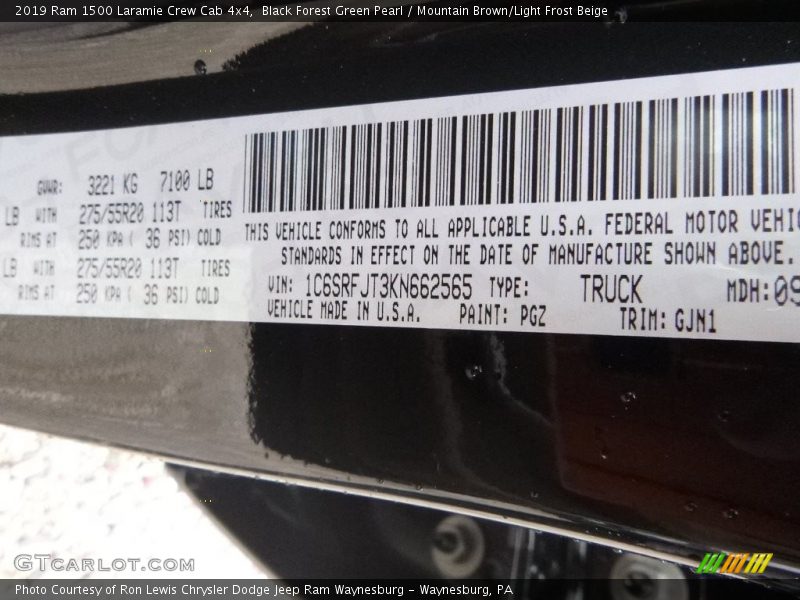 2019 Ram 1500 Laramie Crew Cab 4x4, Black Forest Green Pearl / Mountain Brown/Light Frost Beige
GVWR: 3221 KG 7100 LB
LB WITH 275/55R20 113T TIRES
RIMS AT 250 KPA ( 36 PSI) COLD
LB WITH 275/55R20 113T TIRES
RIMS AT 250 KPA ( 36 PSI) COLD
THIS VEHICLE CONFORMS TO ALL APPLICABLE U.S.A. FEDERAL MOTOR VEHIC
STANDARDS IN EFFECT ON THE DATE OF MANUFACTURE SHOWN ABOVE.
VIN: 1C6SRFJT3KN662565 TYPE: TRUCK MDH: 09
VEHICLE MADE IN U.S.A. PAINT: PGZ TRIM: GJN1
GTCARLOT.COM
Photo Courtesy of Ron Lewis Chrysler Dodge Jeep Ram Waynesburg - Waynesburg, PA